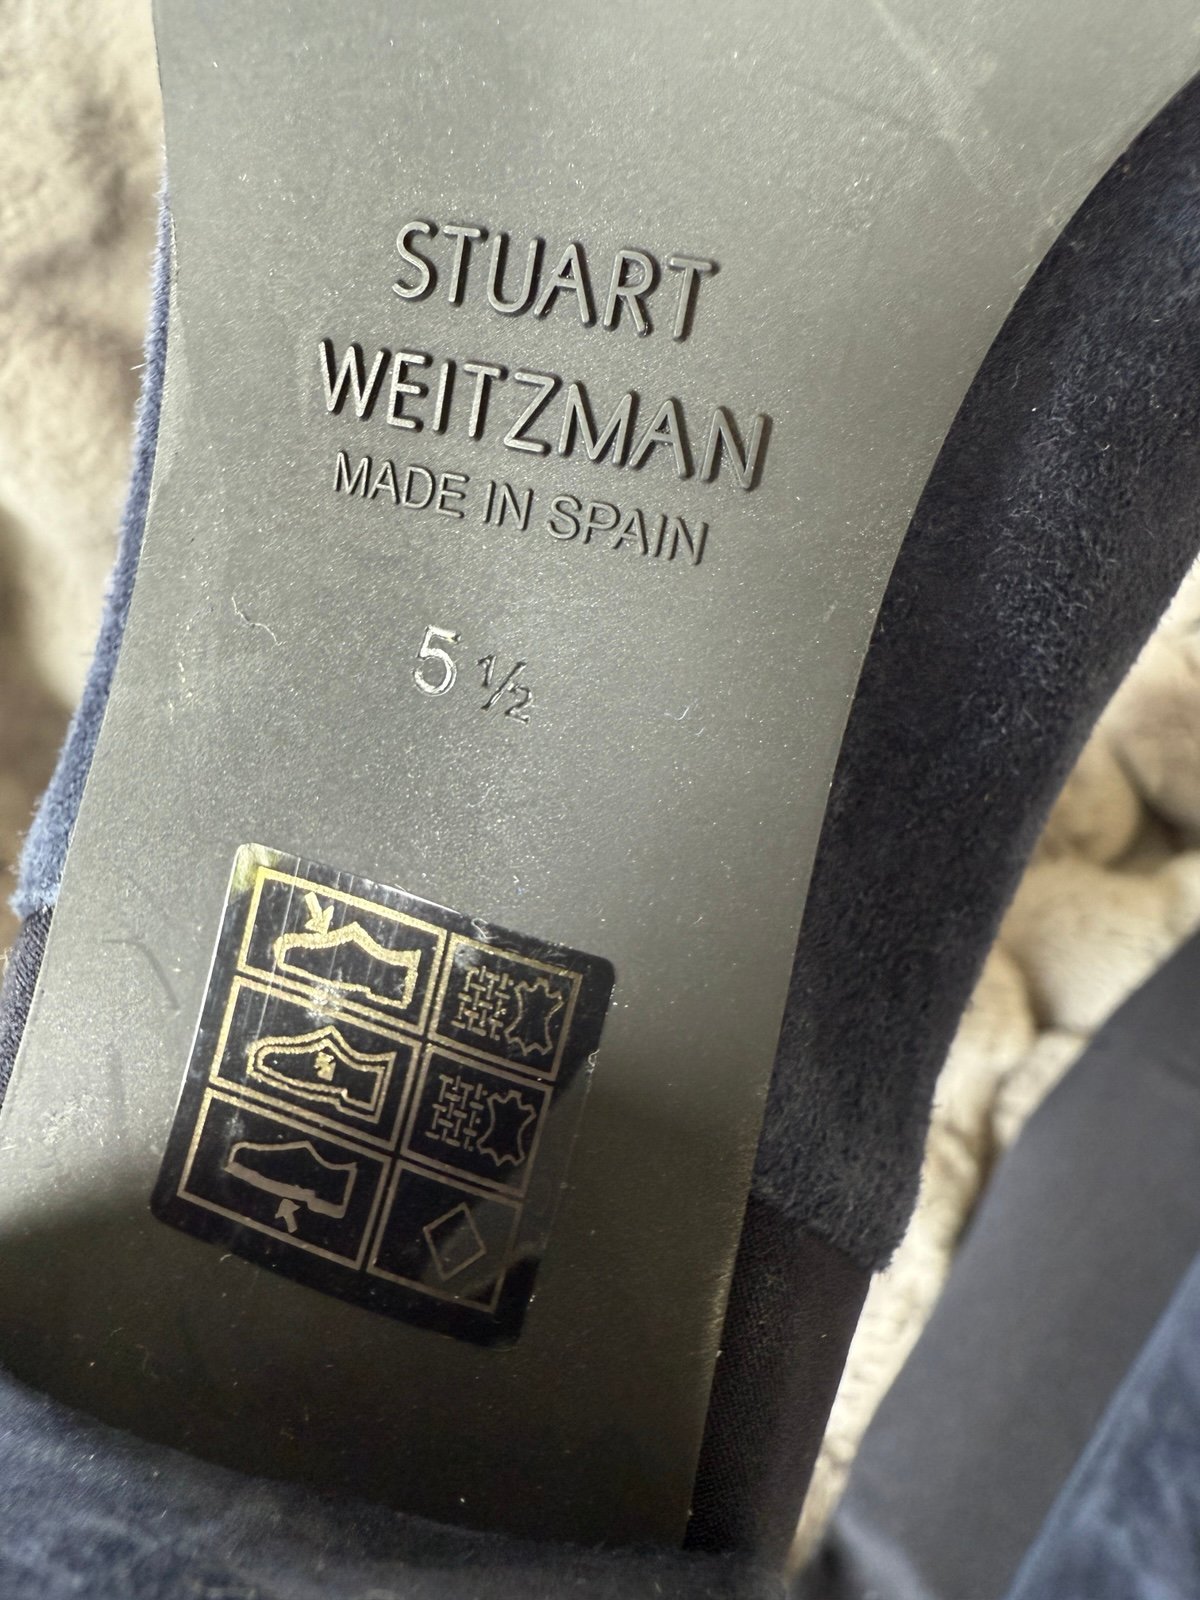 STUART
WEITZMAN
MADE IN SPAIN
5 ½